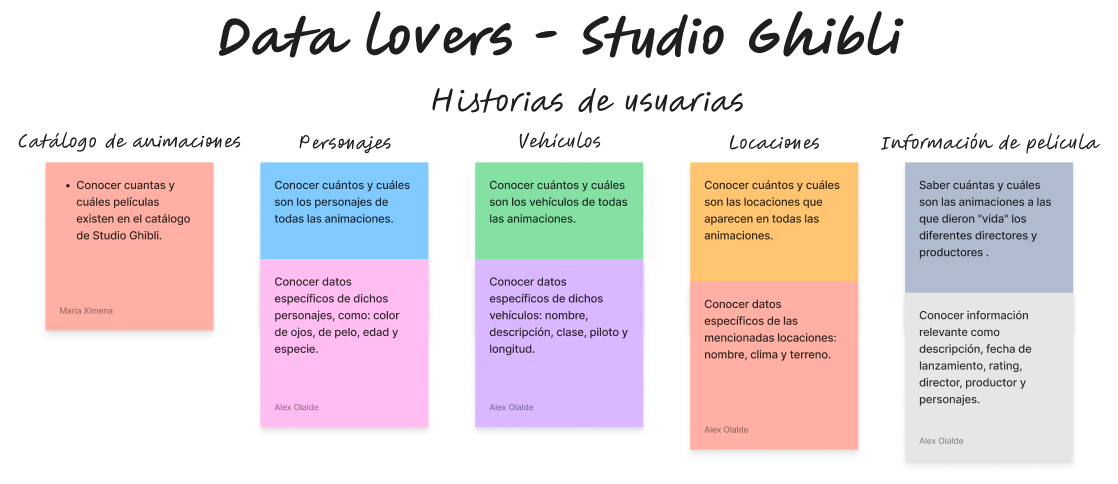 Data lovers - Studio Ghibli
Historias de usuarias
Catálogo de animaciones
• Conocer cuantas y
cuáles películas
existen en el catálogo
de Studio Ghibli.
Maria Ximena
Personajes
Conocer cuántos y cuáles
son los personajes de
todas las animaciones.
Conocer datos
específicos de dichos
personajes, como: color
de ojos, de pelo, edad y
especie.
Alex Olalde
Vehículos
Conocer cuántos y cuáles
son los vehículos de todas
las animaciones.
Conocer datos
específicos de dichos
vehículos: nombre,
descripción, clase, piloto y
longitud.
Alex Olalde
Locaciones
Conocer cuántos y cuáles
son las locaciones que
aparecen en todas las
animaciones.
Conocer datos
específicos de las
mencionadas locaciones:
nombre, clima y terreno.
Alex Olalde
Información de película
Saber cuántas y cuáles
son las animaciones a las
que dieron "vida" los
diferentes directores y
productores .
Conocer información
relevante como
descripción, fecha de
lanzamiento, rating,
director, productor y
personajes.
Alex Olalde